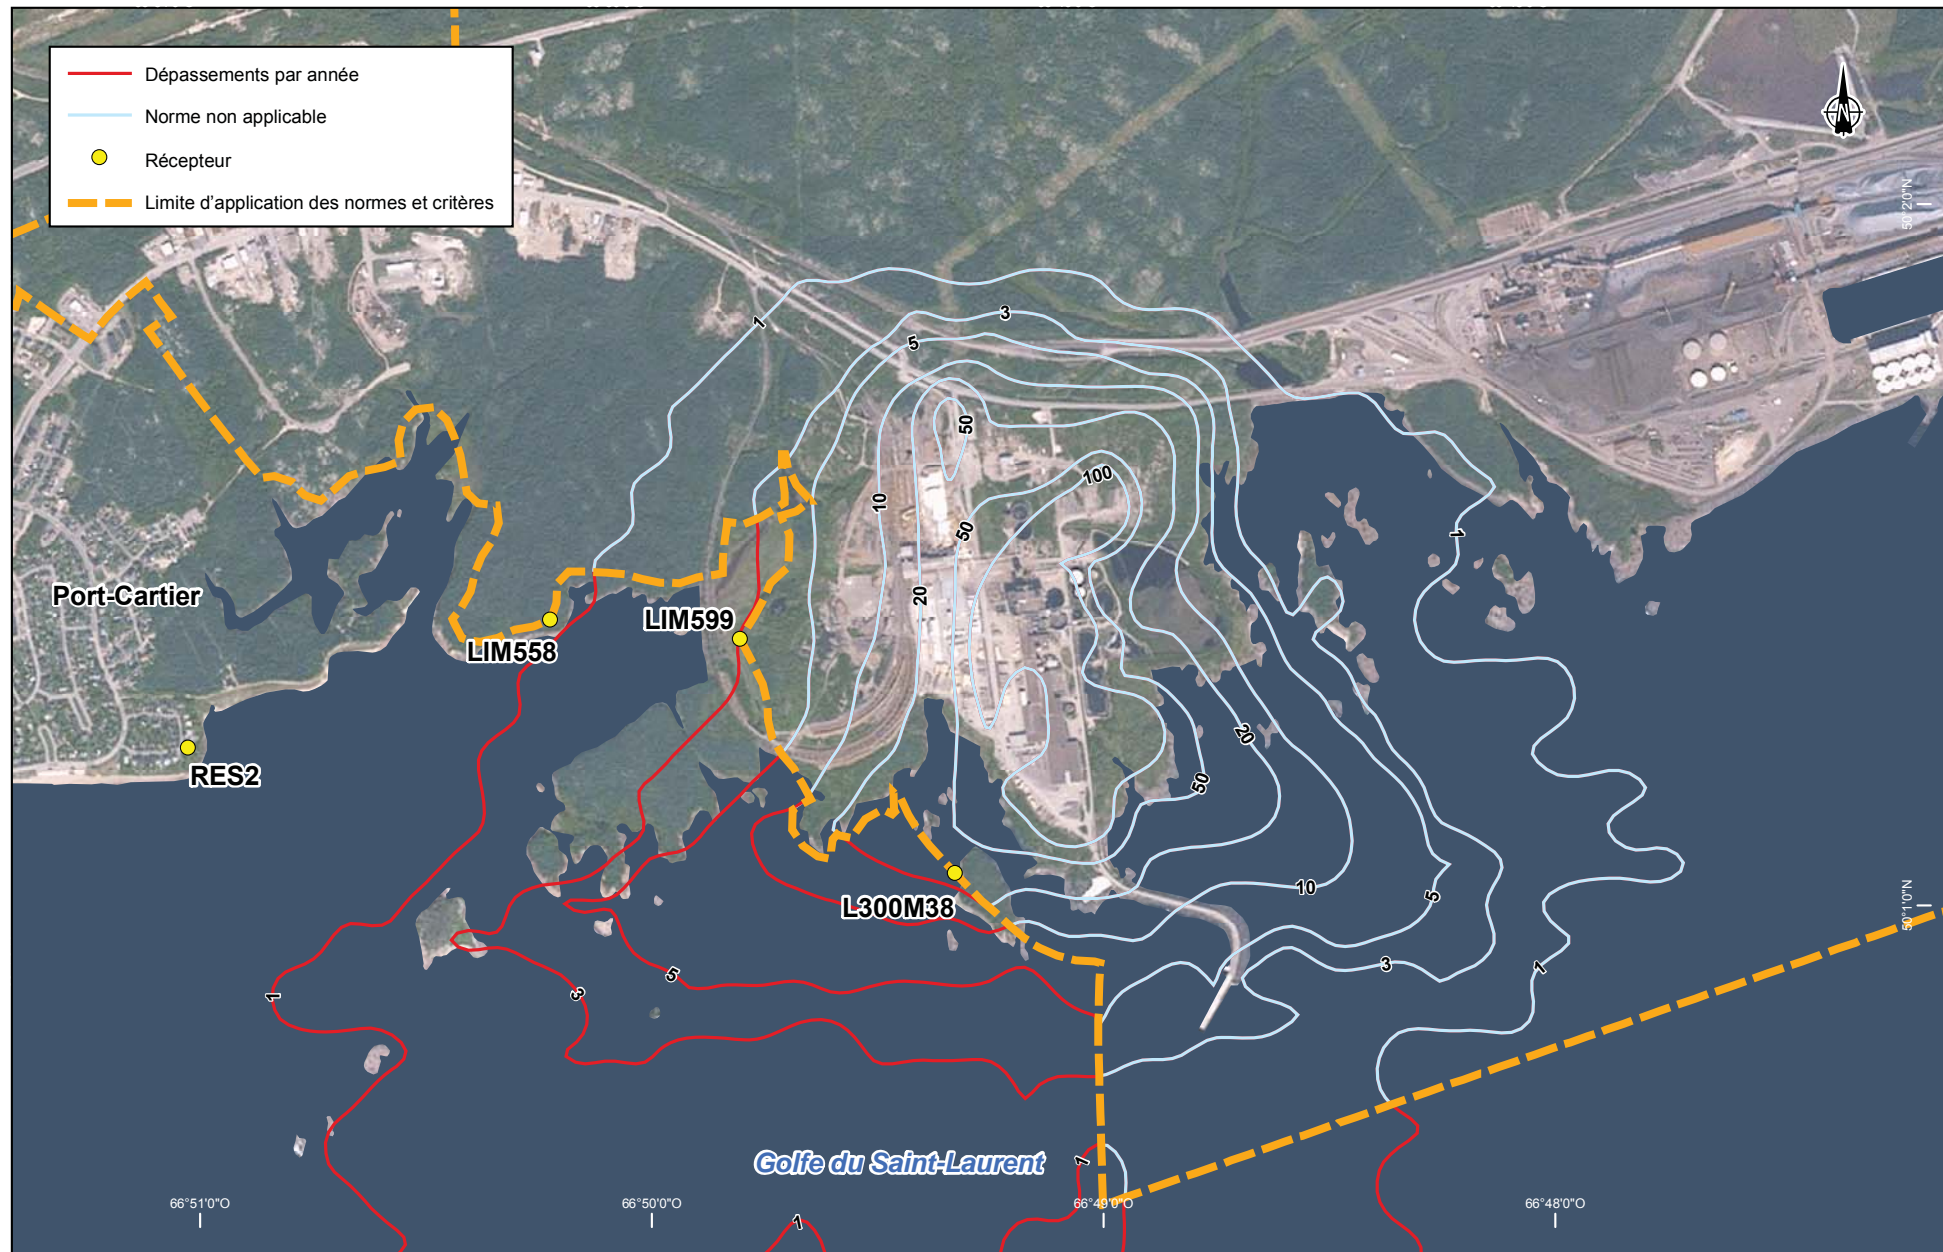 Dépassements par année
Norme non applicable
Récepteur
Limite d'application des normes et critères
N
50°2'0"N
1
3
5
50
100
10
50
1
20
Port-Cartier
LIM599
LIM558
20
RES2
50
10
5
L300M38
50°1'0"N
3
1
5
3
1
Golfe du Saint-Laurent
1
66°51'0"O
66°50'0"O
66°49'0"O
66°48'0"O
1